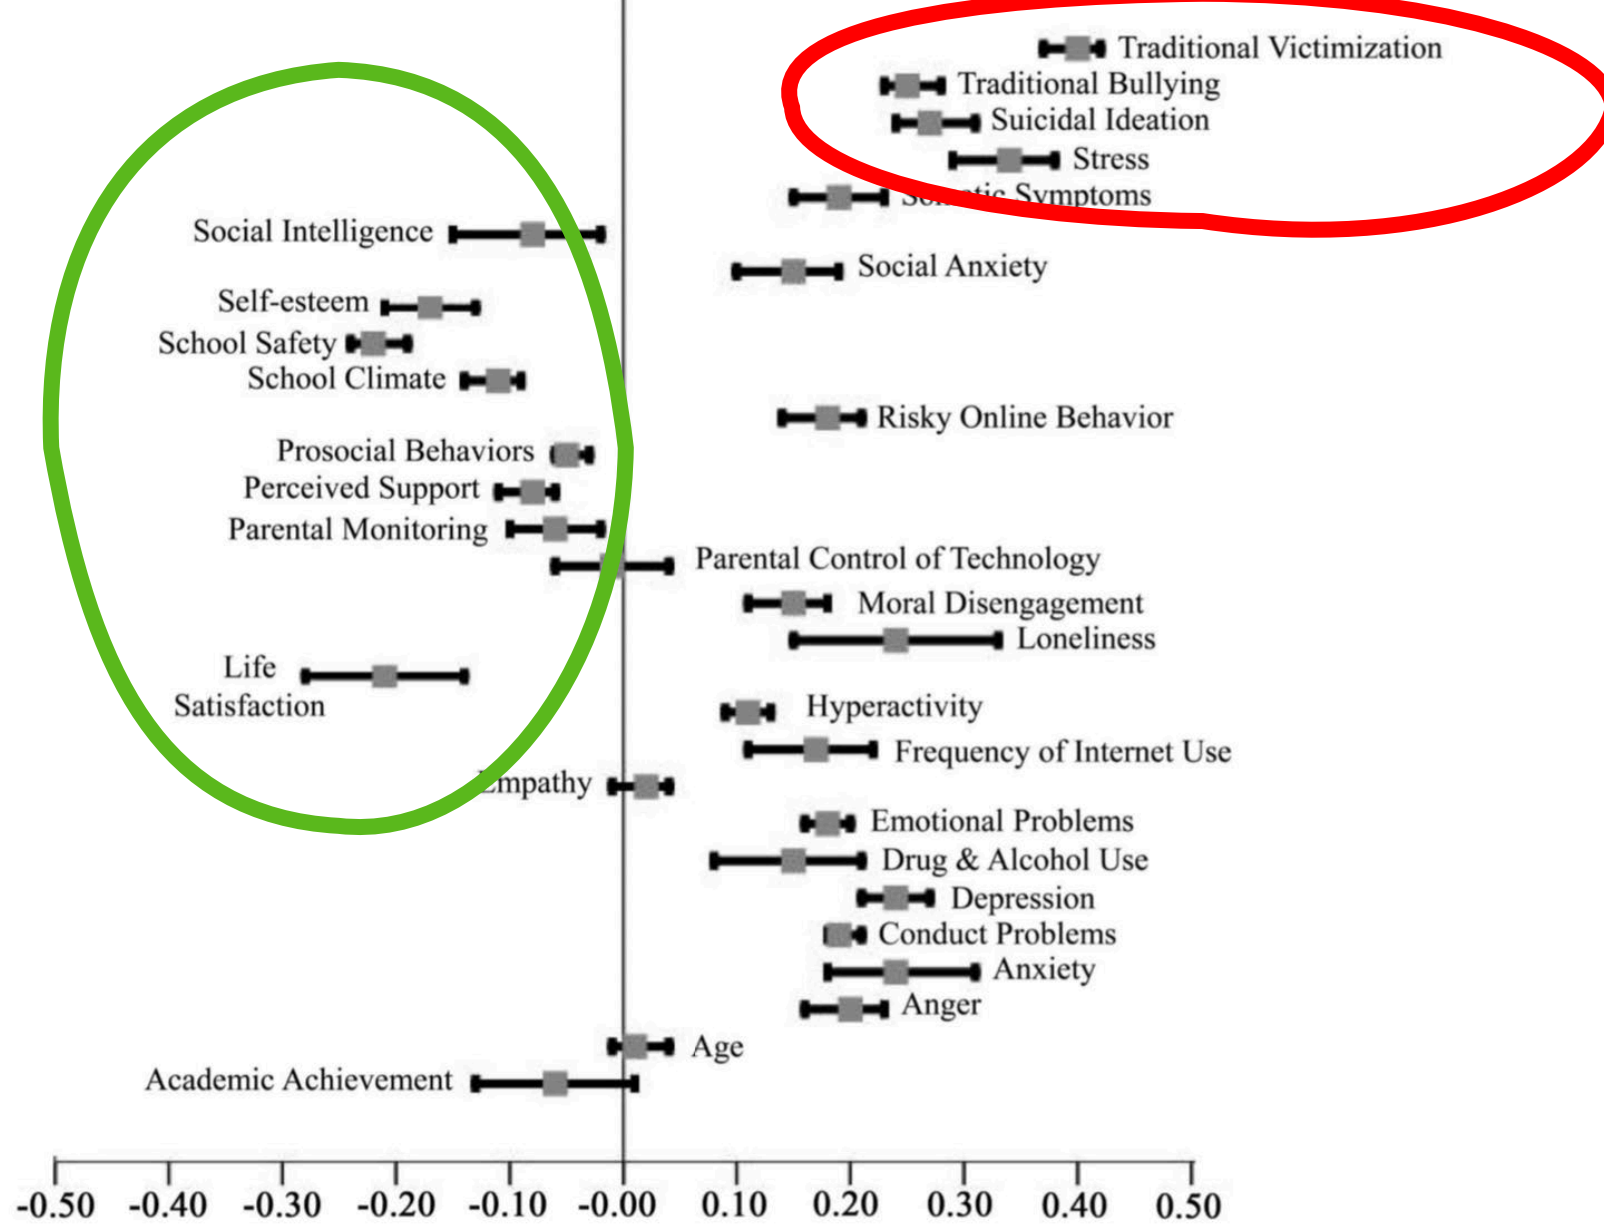 Traditional Victimization
Traditional Bullying
Suicidal Ideation
Stress
Symptoms
Social Intelligence
Social Anxiety
Self-esteem
School Safety
School Climate
Risky Online Behavior
Prosocial Behaviors
Perceived Support
Parental Monitoring
Parental Control of Technology
Moral Disengagement
Loneliness
Life
Satisfaction
Hyperactivity
Frequency of Internet Use
Empathy
Emotional Problems
Drug & Alcohol Use
Depression
Conduct Problems
Anxiety
Anger
Age
Academic Achievement
-0.50 -0.40 -0.30 -0.20 -0.10 -0.00 0.10 0.20 0.30 0.40 0.50